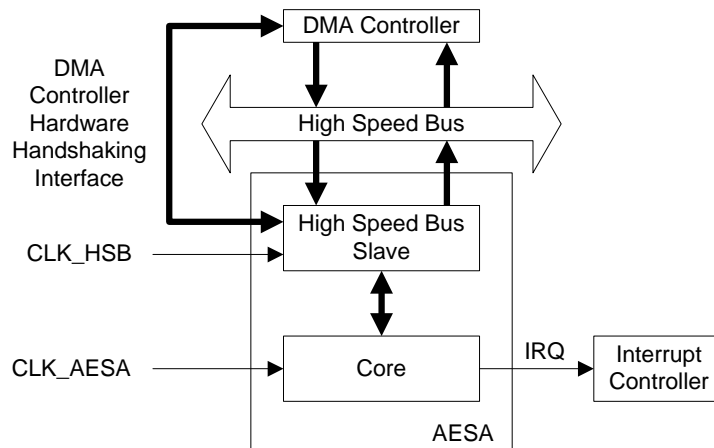 DMA Controller
DMA
Controller
Hardware
Handshaking
Interface
High Speed Bus
High Speed Bus
Slave
CLK_HSB
CLK_AESA
Core
IRQ
Interrupt
Controller
AESA